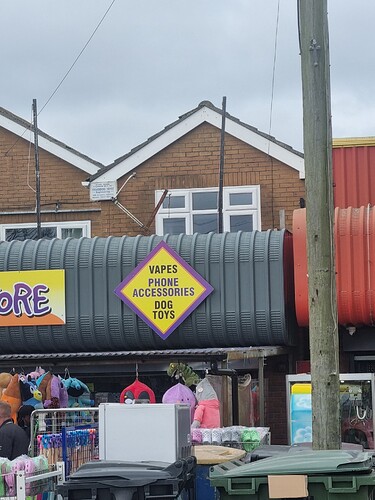 ORE
VAPES
PHONE
ACCESSORIES
DOG
TOYS